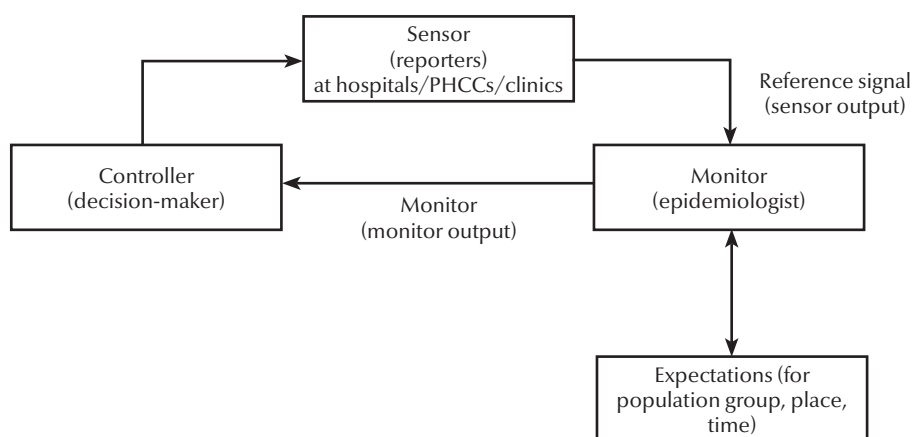 Sensor
(reporters)
at hospitals/PHCCs/clinics
Reference signal
(sensor output)
Controller
(decision-maker)
Monitor
(epidemiologist)
Monitor
(monitor output)
Expectations (for
population group, place,
time)